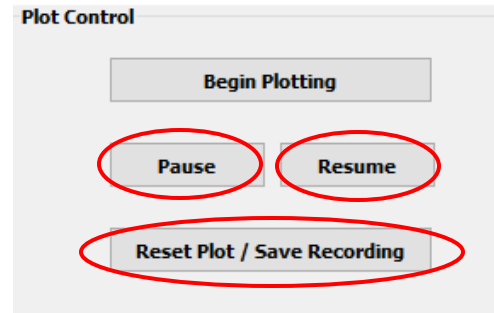 Plot Control
Begin Plotting
Pause Resume
Reset Plot / Save Recording